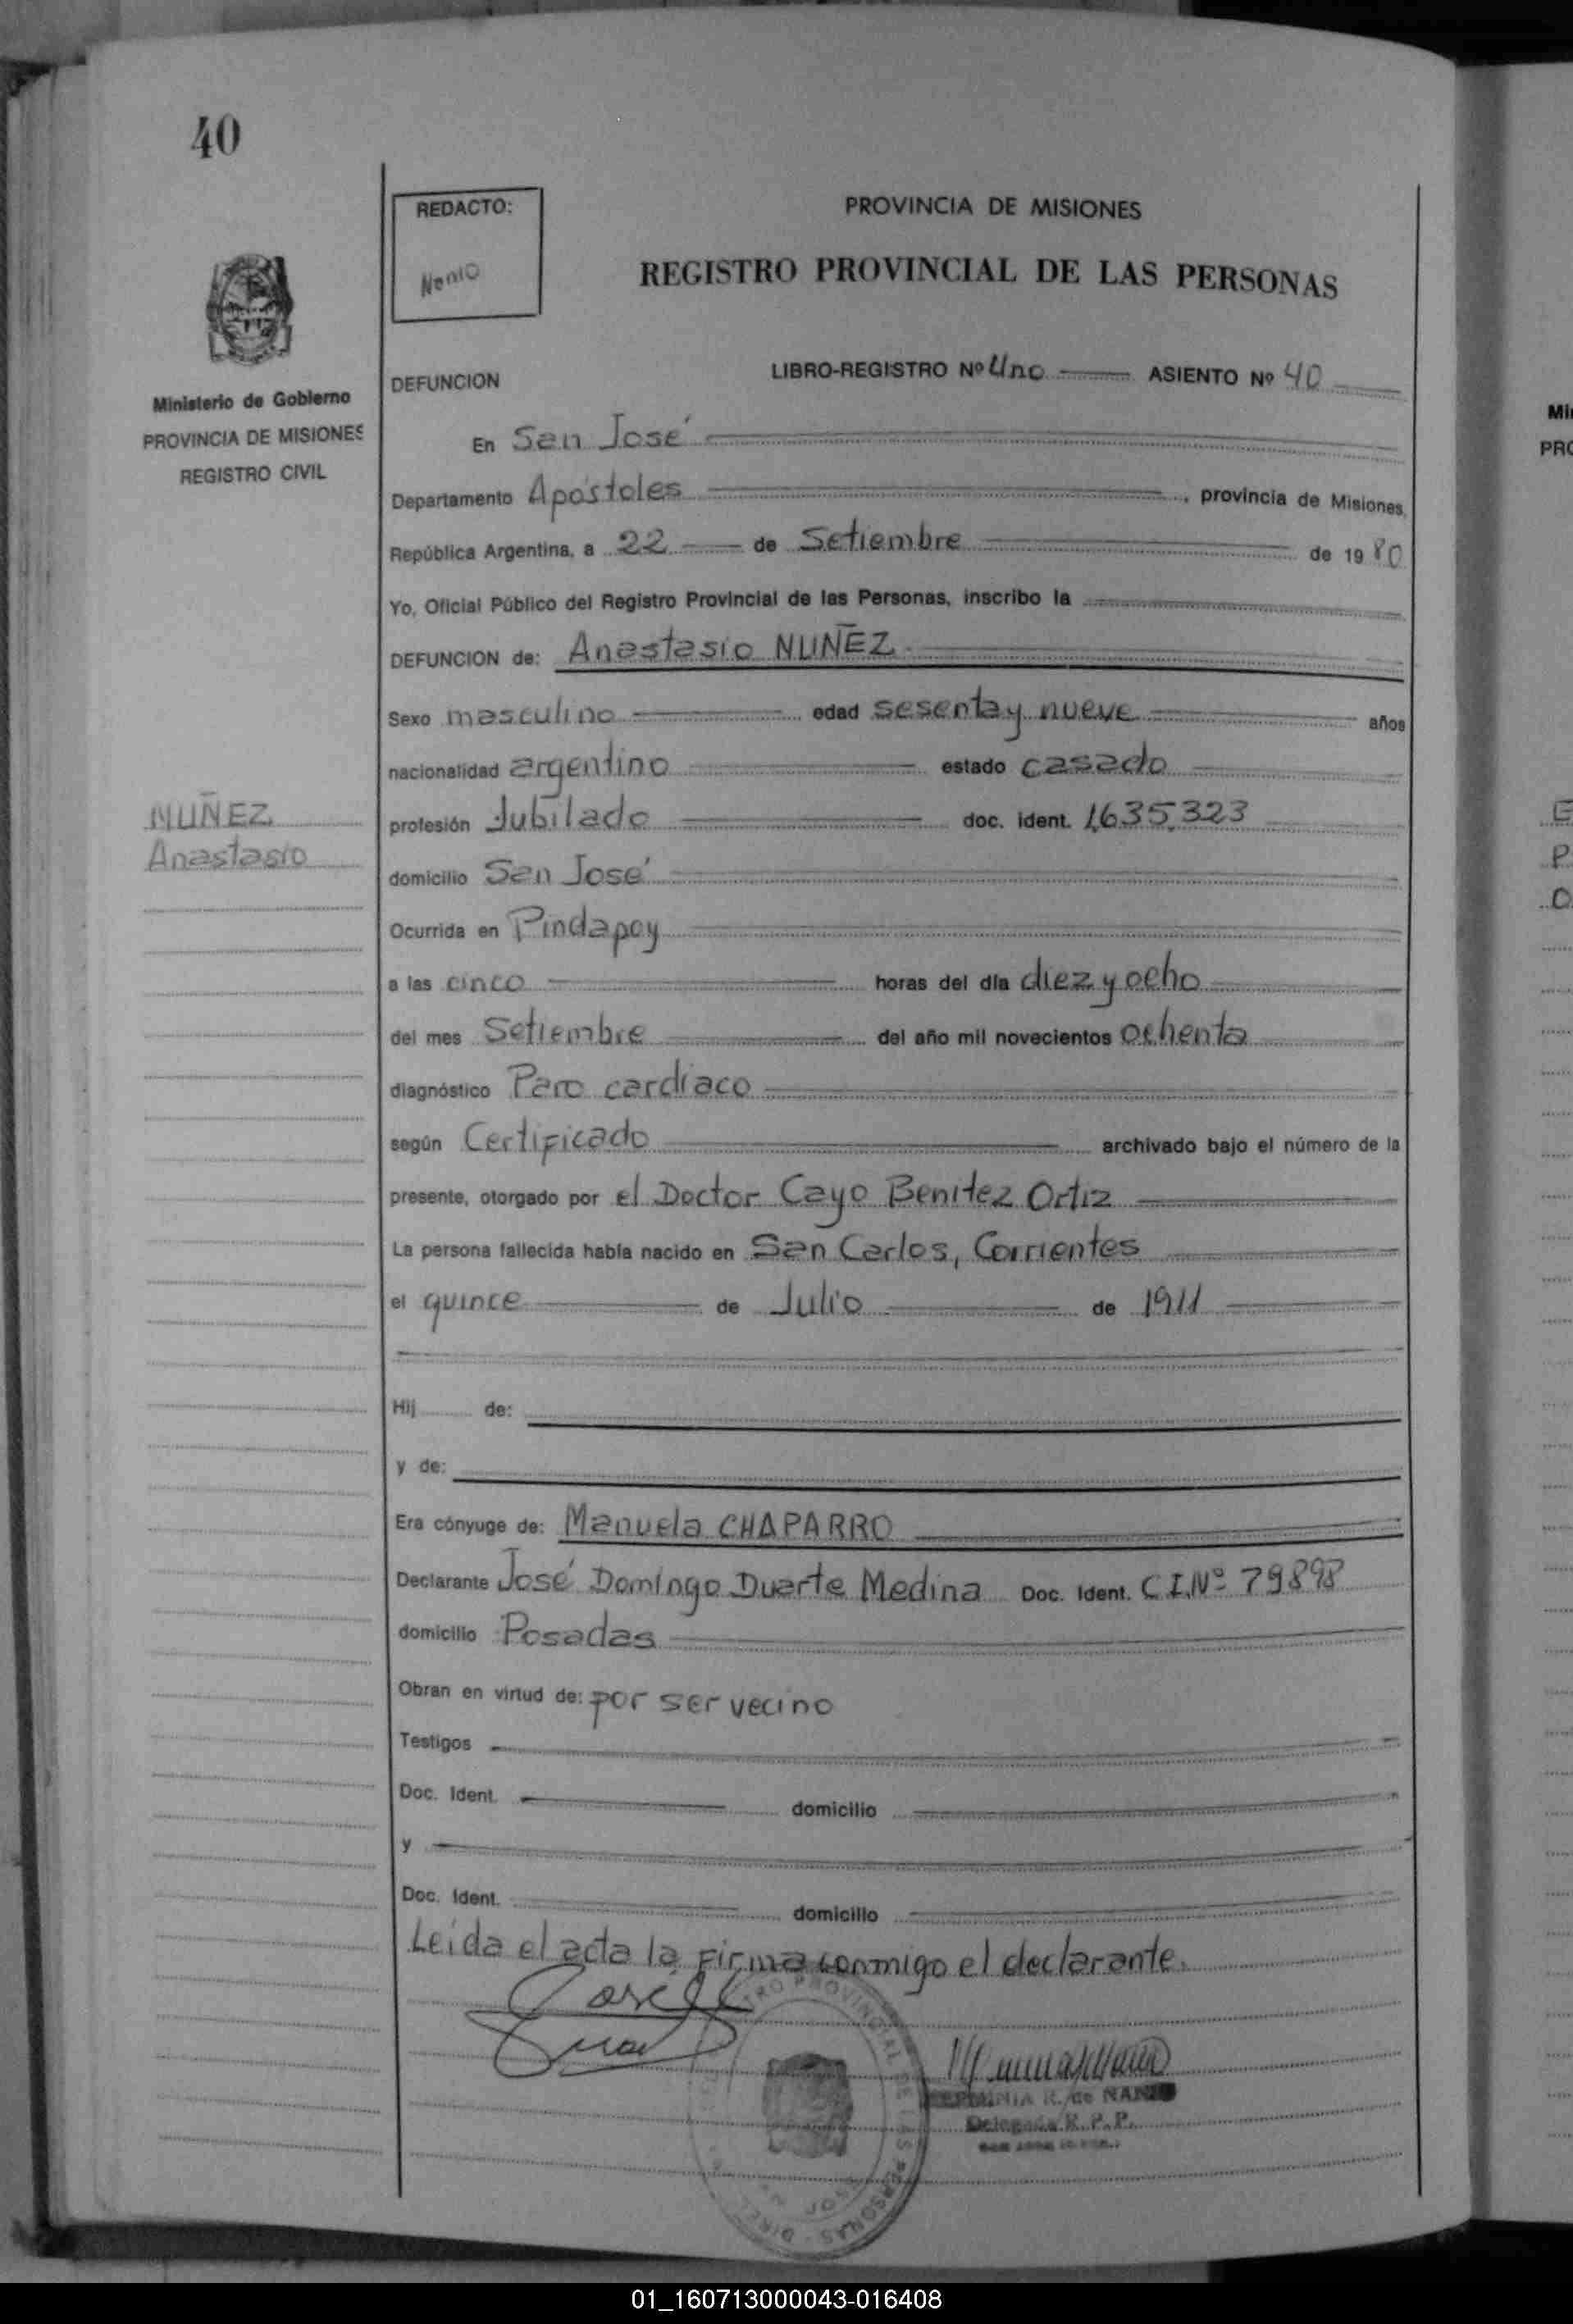 40
REDACTO:
PROVINCIA DE MISIONES
REGISTRO PROVINCIAL DE LAS PERSONAS
Ministerio de Gobierno
PROVINCIA DE MISIONES
REGISTRO CIVIL
DEFUNCION
LIBRO-REGISTRO Nº Uno ASIENTO Nº 40
En San José
Departamento Apóstoles, provincia de Misiones,
República Argentina, a 22 de Setiembre de 1980
Yo, Oficial Público del Registro Provincial de las Personas, inscribo la
DEFUNCION de: Anastasio NUÑEZ
Sexo masculino edad sesenta y nueve años
nacionalidad argentino estado casado
NUÑEZ
Anastasio
profesión Jubilado doc. ident. 1.635.323
domicilio San José
Ocurrida en Pindapoy
a las cinco horas del día diez y ocho
del mes Setiembre del año mil novecientos ochenta
diagnóstico Paro cardíaco
según Certificado archivado bajo el número de la
presente, otorgado por el Doctor Cayo Benitez Ortiz
La persona fallecida había nacido en San Carlos, Corrientes
el quince de Julio de 1911
Hij de:
y de:
Era cónyuge de: Manuela CHAPARRO
Declarante José Domingo Duarte Medina Doc. Ident. C.I.Nº 79898
domicilio Posadas
Obran en virtud de: por ser vecino
Testigos
Doc. Ident. domicilio
y
Doc. Ident. domicilio
Leída el acta la firma conmigo el declarante.
R. de
Delegada R. P. P.
01_160713000043-016408